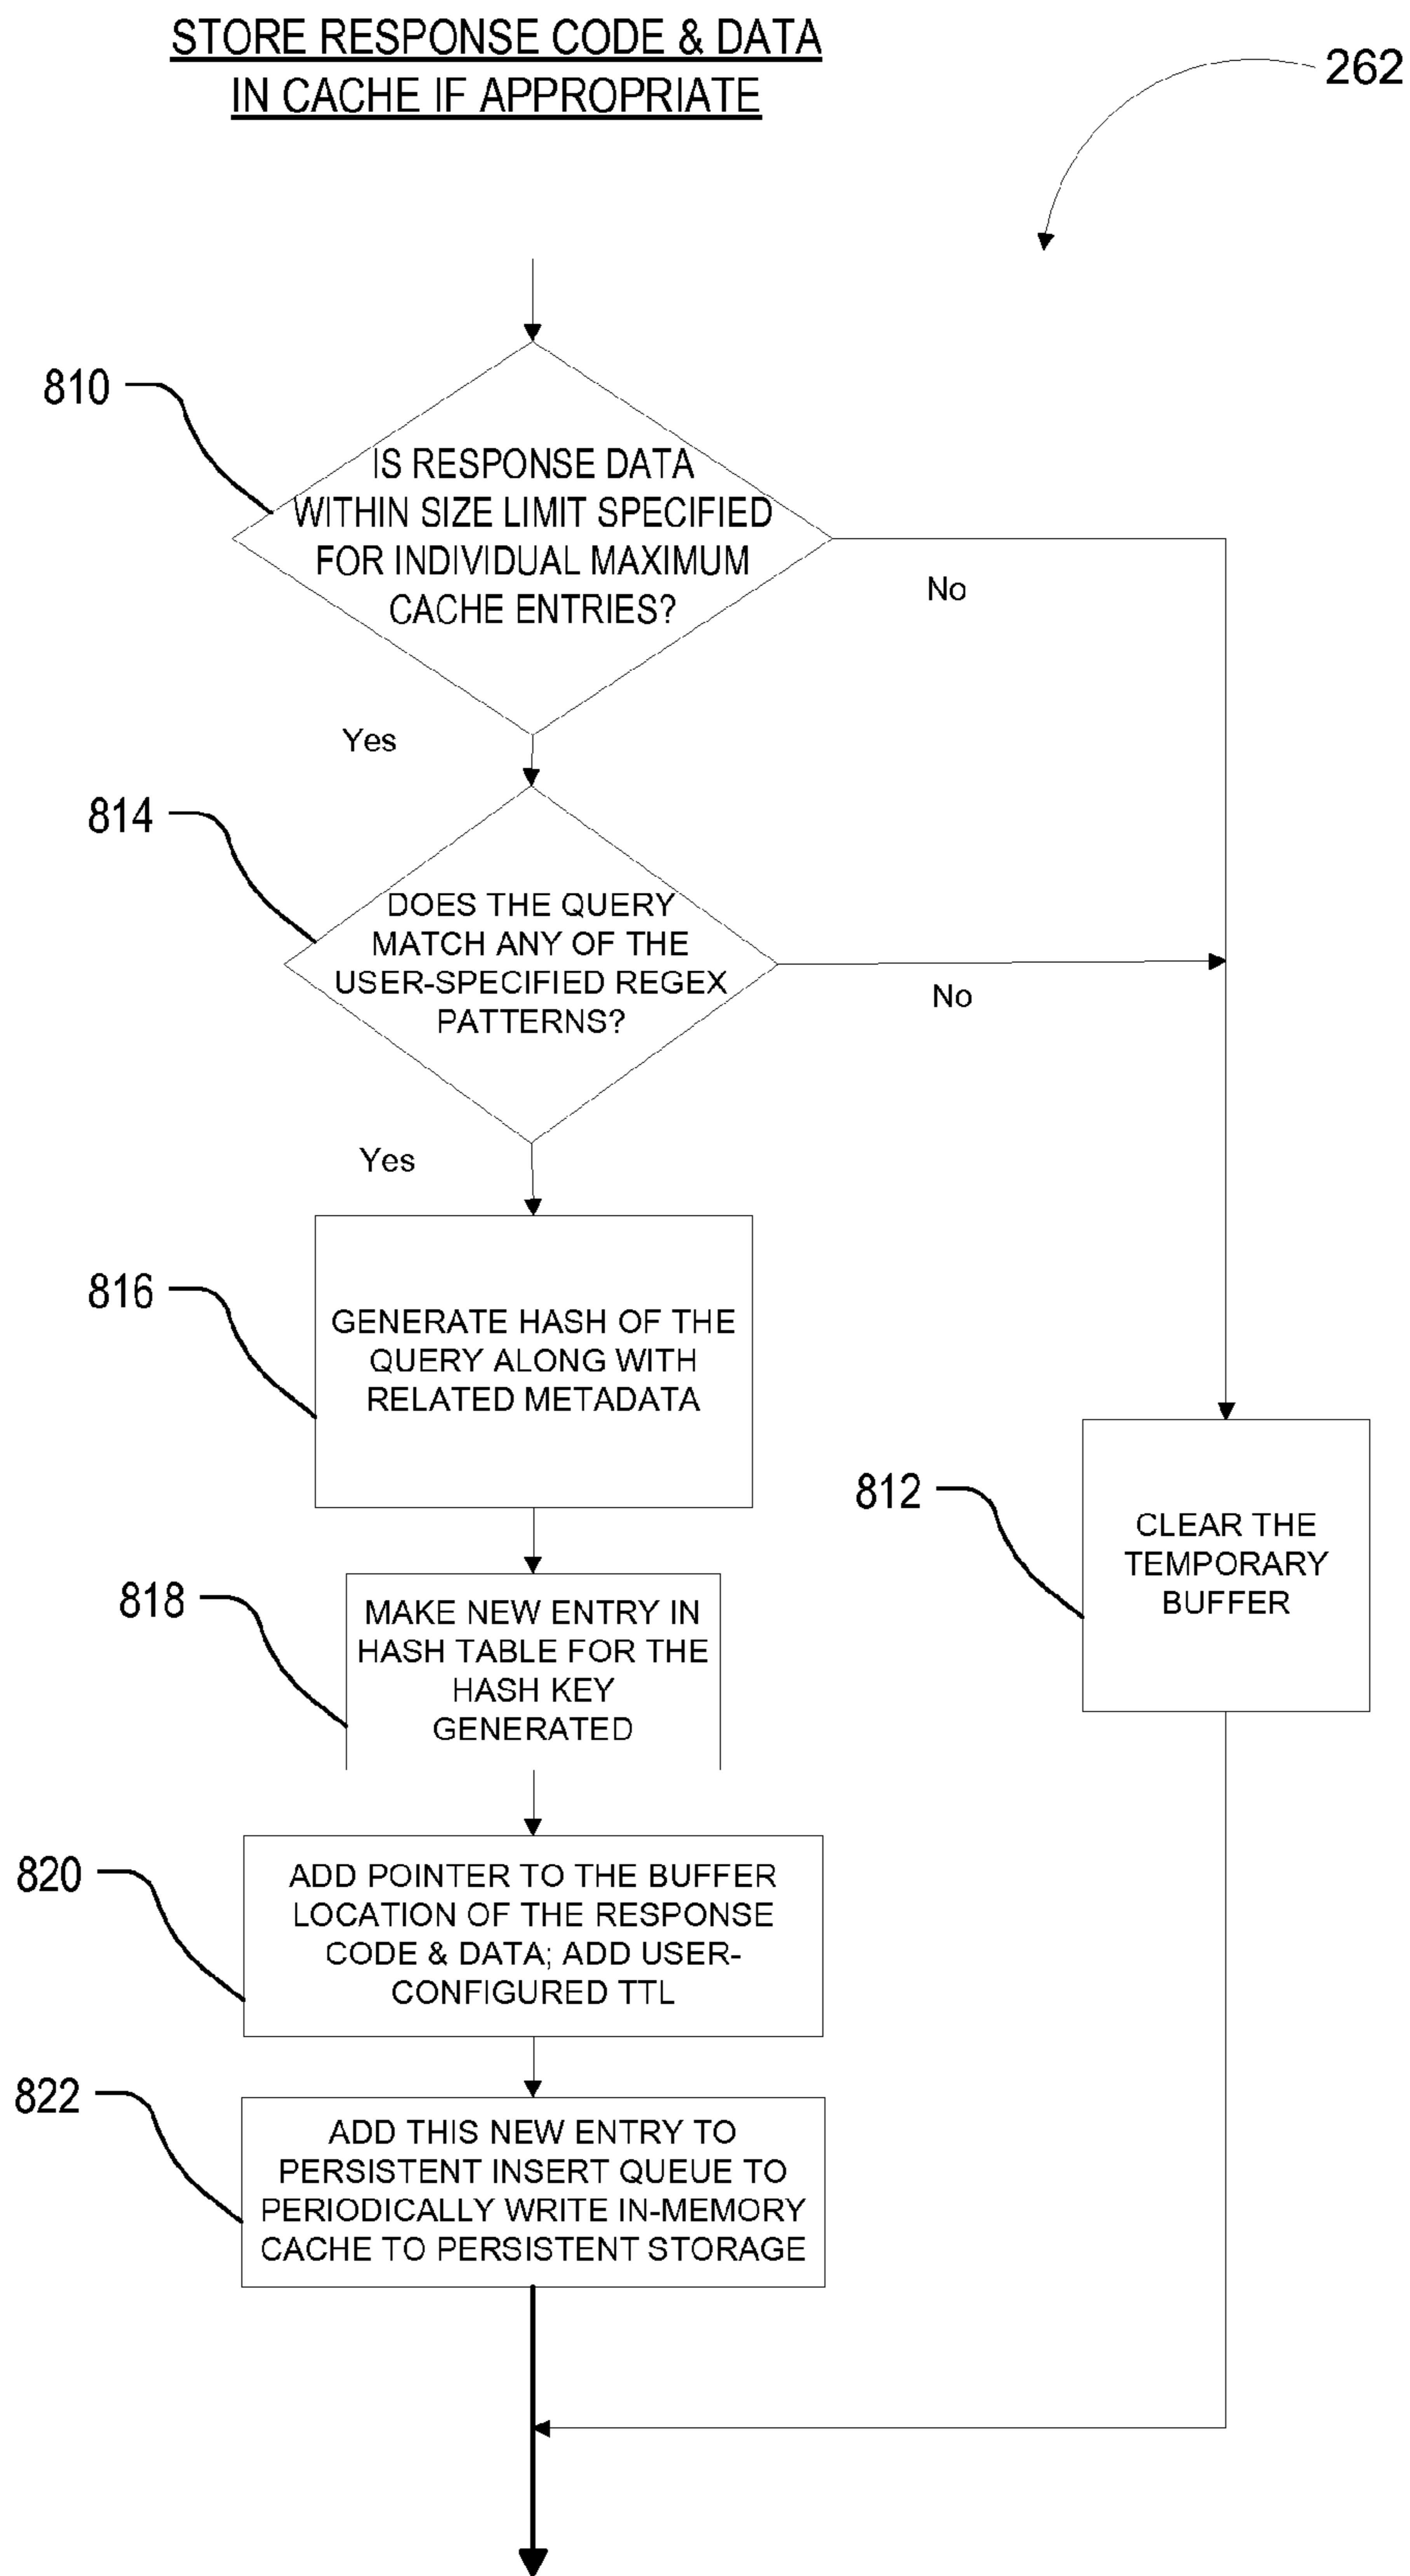 STORE RESPONSE CODE & DATA
IN CACHE IF APPROPRIATE
262
810
IS RESPONSE DATA
WITHIN SIZE LIMIT SPECIFIED
FOR INDIVIDUAL MAXIMUM
CACHE ENTRIES?
No
Yes
814
DOES THE QUERY
MATCH ANY OF THE
USER-SPECIFIED REGEX
PATTERNS?
No
Yes
816
GENERATE HASH OF THE
QUERY ALONG WITH
RELATED METADATA
812
CLEAR THE
TEMPORARY
BUFFER
818
MAKE NEW ENTRY IN
HASH TABLE FOR THE
HASH KEY
GENERATED
820
ADD POINTER TO THE BUFFER
LOCATION OF THE RESPONSE
CODE & DATA; ADD USER-
CONFIGURED TTL
822
ADD THIS NEW ENTRY TO
PERSISTENT INSERT QUEUE TO
PERIODICALLY WRITE IN-MEMORY
CACHE TO PERSISTENT STORAGE